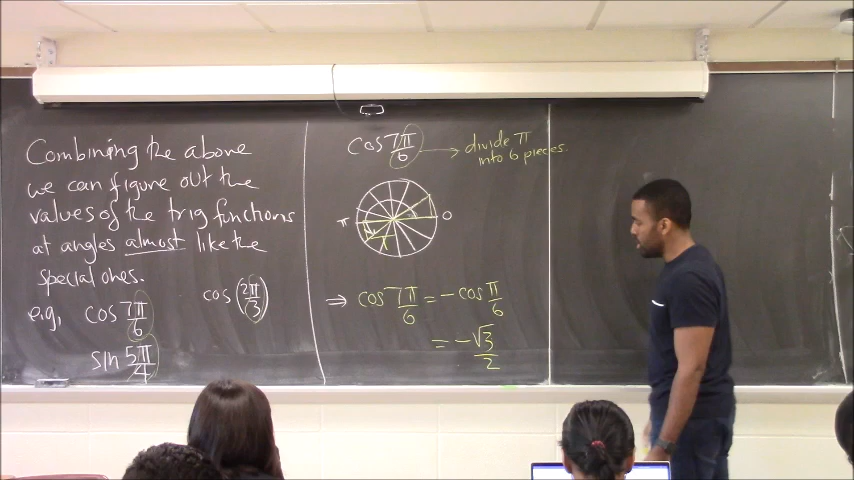 Combining the above
we can figure out the
values of the trig functions
at angles almost like the
special ones.
e.g, cos 7π/6 cos(2π/3)
sin 5π/4
cos 7π/6 → divide π
into 6 pieces.
π 0
⇒ cos 7π/6 = -cos π/6
= -√3/2